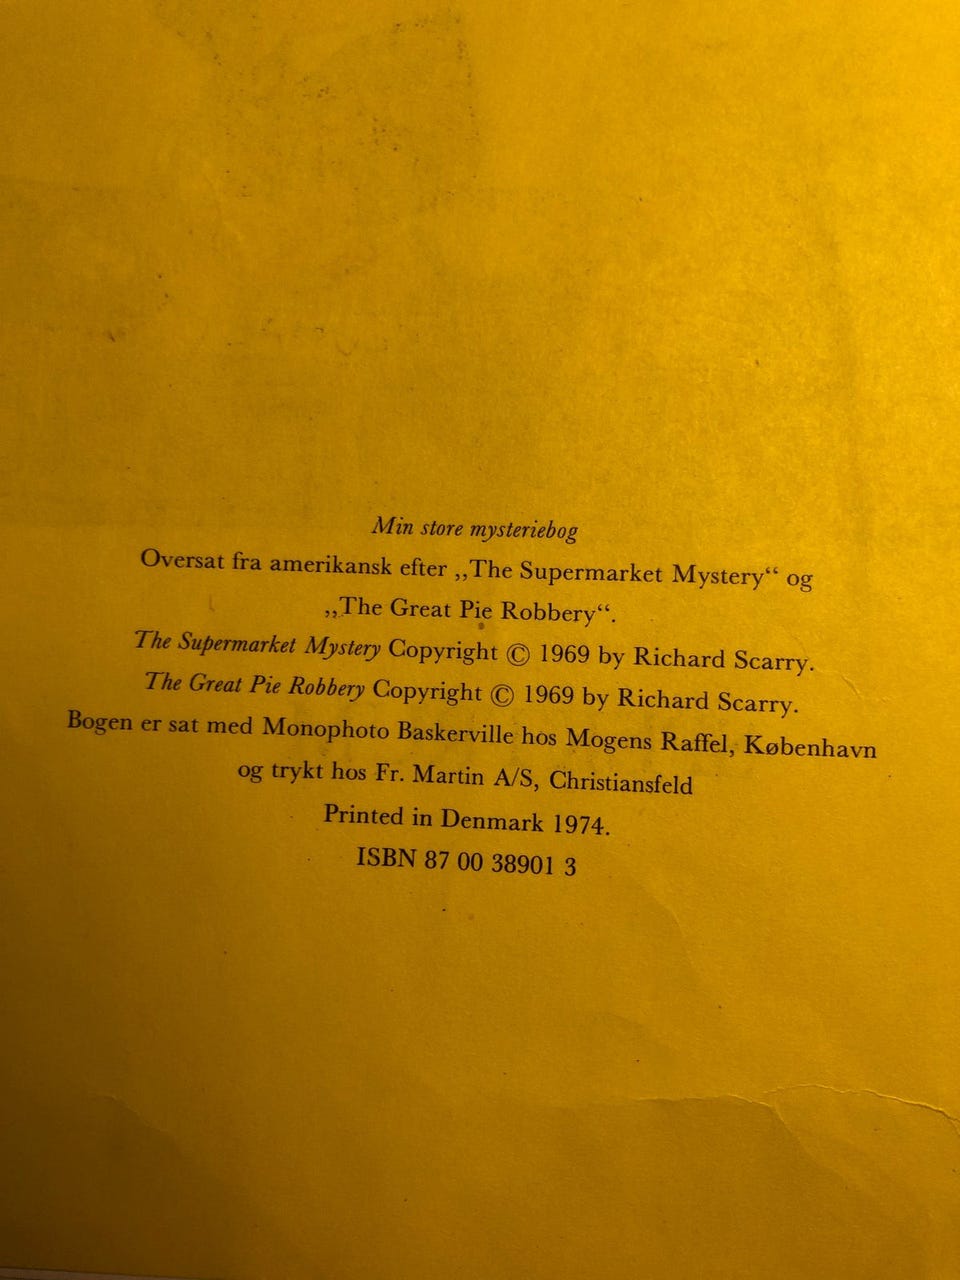 Min store mysteriebog
Oversat fra amerikansk efter ,,The Supermarket Mystery“ og
,,The Great Pie Robbery“.
The Supermarket Mystery Copyright © 1969 by Richard Scarry.
The Great Pie Robbery Copyright © 1969 by Richard Scarry.
Bogen er sat med Monophoto Baskerville hos Mogens Raffel, København
og trykt hos Fr. Martin A/S, Christiansfeld
Printed in Denmark 1974.
ISBN 87 00 38901 3